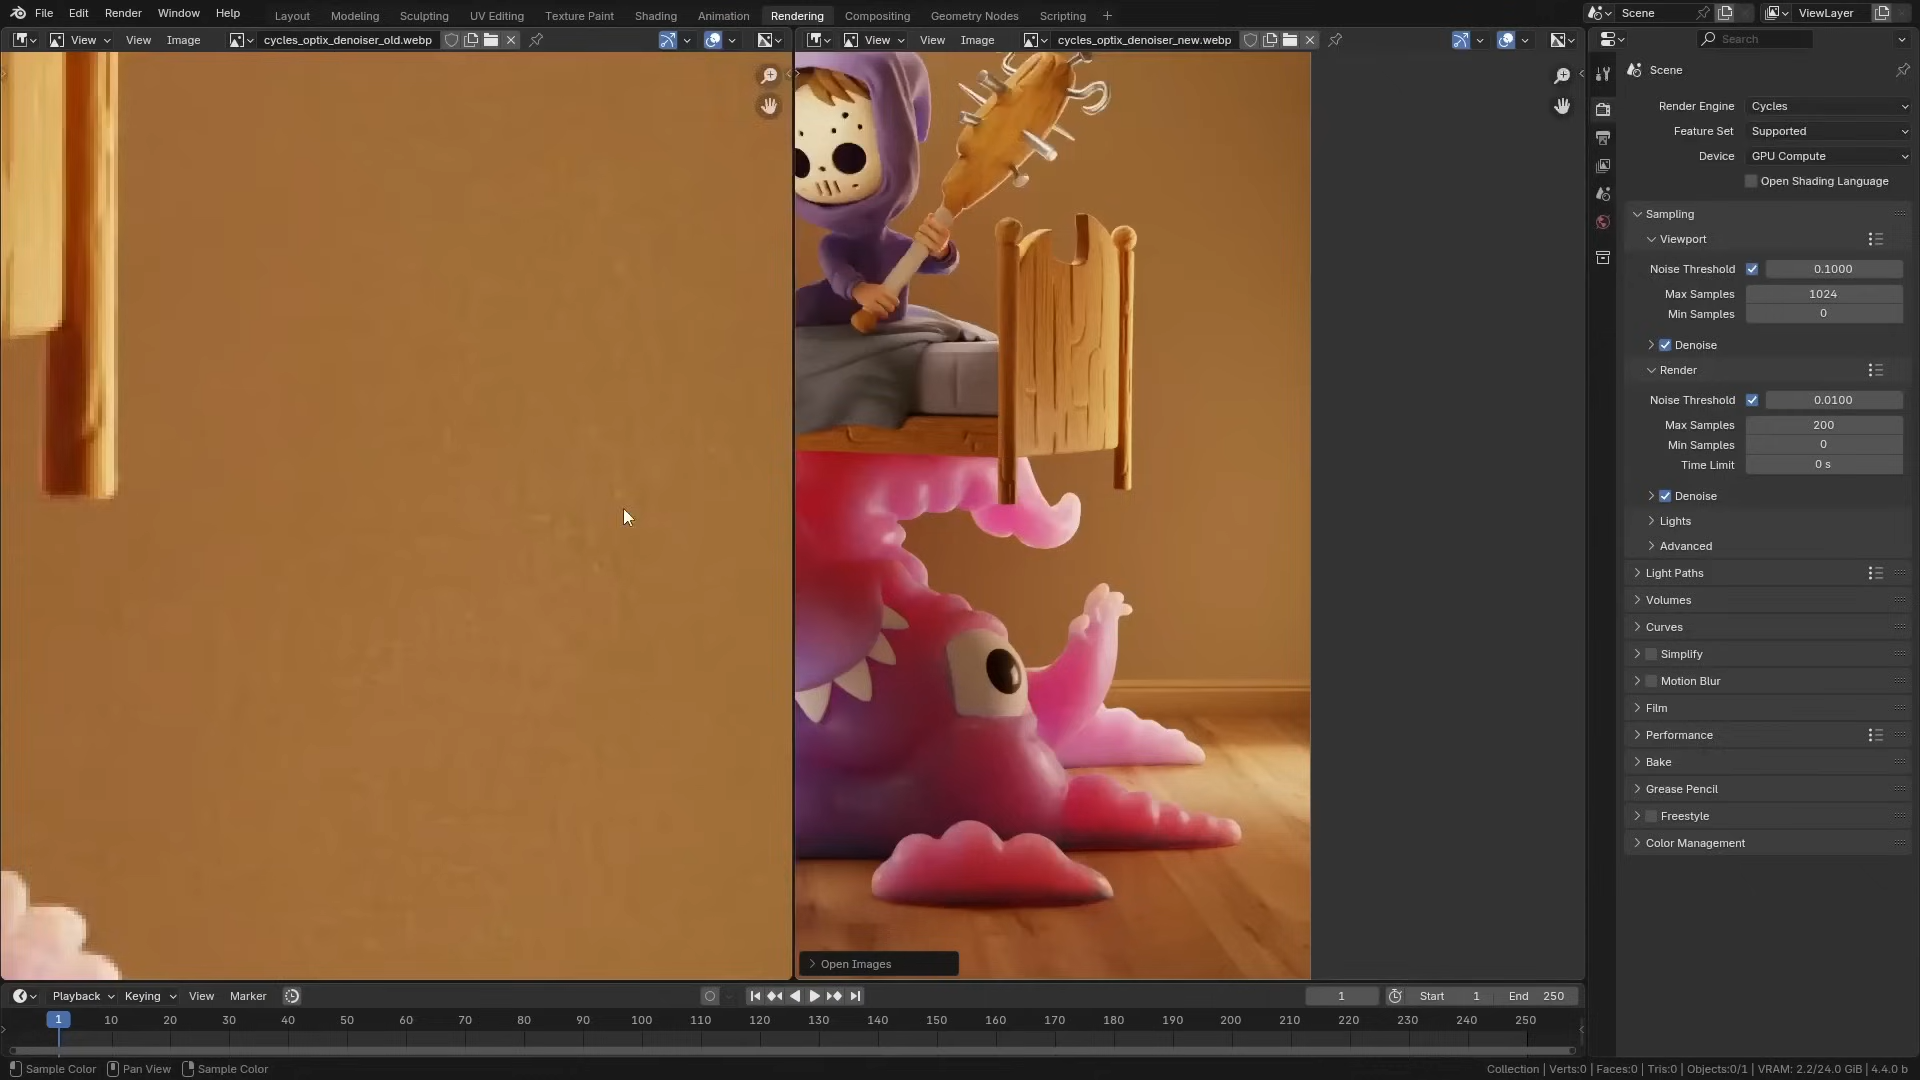 File Edit Render Window Help Layout Modeling Sculpting UV Editing Texture Paint Shading Animation Rendering Compositing Geometry Nodes Scripting + Scene ViewLayer
View View Image cycles_optix_denoiser_old.webp View View Image cycles_optix_denoiser_new.webp Search
Scene
Render Engine Cycles
Feature Set Supported
Device GPU Compute
Open Shading Language
Sampling
Viewport
Noise Threshold 0.1000
Max Samples 1024
Min Samples 0
Denoise
Render
Noise Threshold 0.0100
Max Samples 200
Min Samples 0
Time Limit 0 s
Denoise
Lights
Advanced
Light Paths
Volumes
Curves
Simplify
Motion Blur
Film
Performance
Bake
Grease Pencil
Freestyle
Color Management
Open Images
Playback Keying View Marker 1 Start 1 End 250
1 10 20 30 40 50 60 70 80 90 100 110 120 130 140 150 160 170 180 190 200 210 220 230 240 250
Sample Color Pan View Sample Color Collection | Verts:0 | Faces:0 | Tris:0 | Objects:0/1 | VRAM: 2.2/24.0 GiB | 4.4.0 b